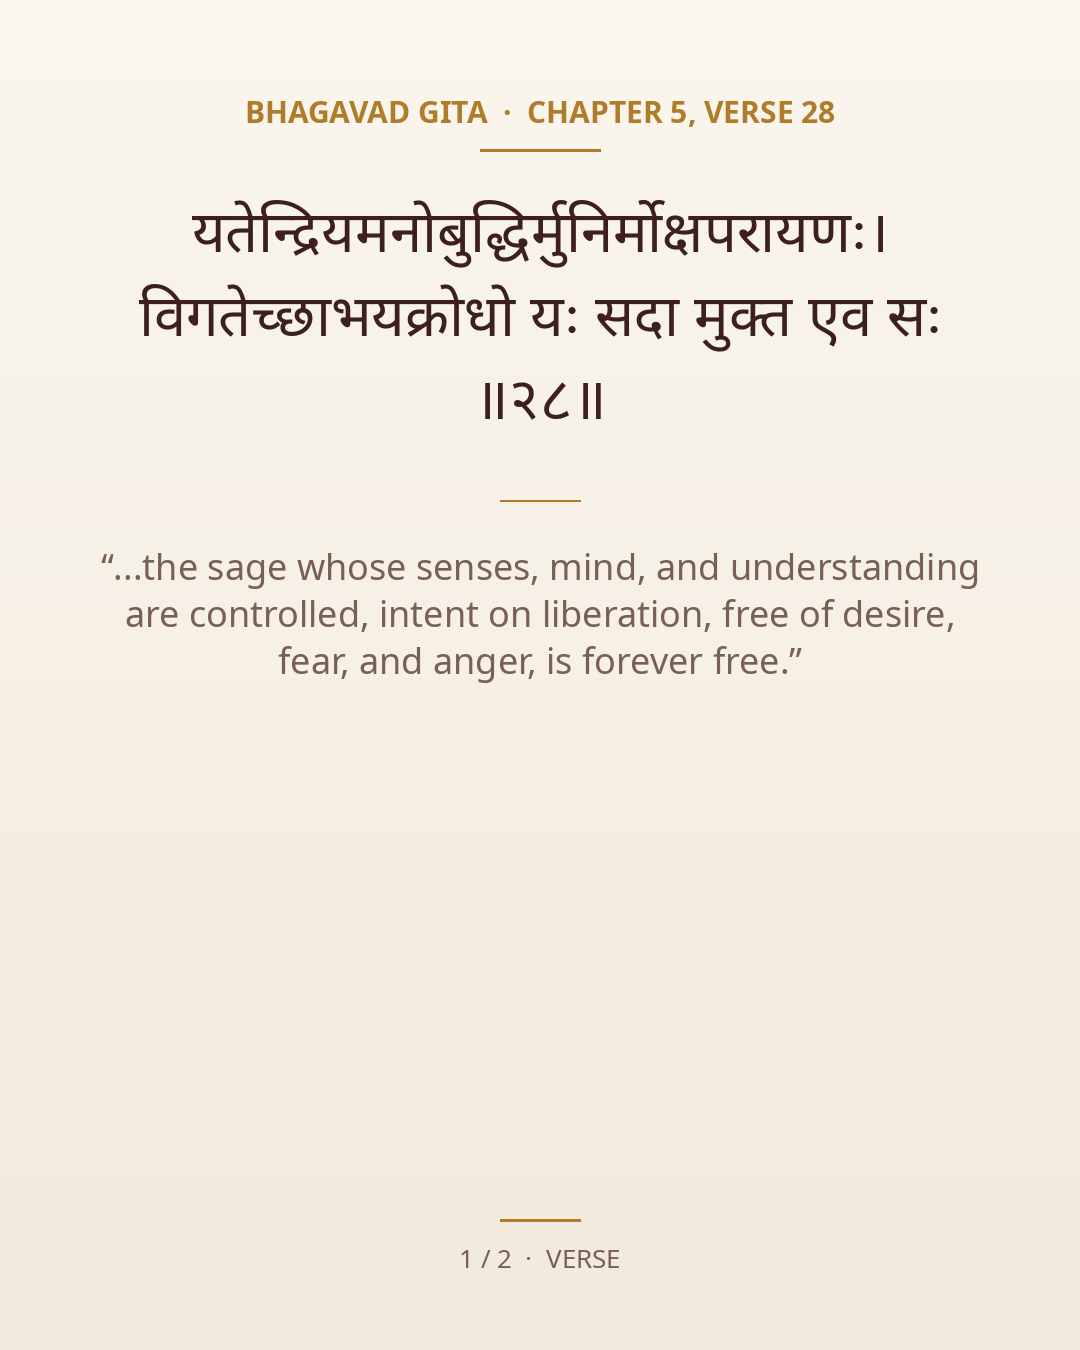 BHAGAVAD GITA · CHAPTER 5, VERSE 28
यतेन्द्रियमनोबुद्धिर्मुनिर्मोक्षपरायणः।
विगतेच्छाभयक्रोधो यः सदा मुक्त एव सः
॥२८॥
“…the sage whose senses, mind, and understanding
are controlled, intent on liberation, free of desire,
fear, and anger, is forever free.”
1 / 2 · VERSE